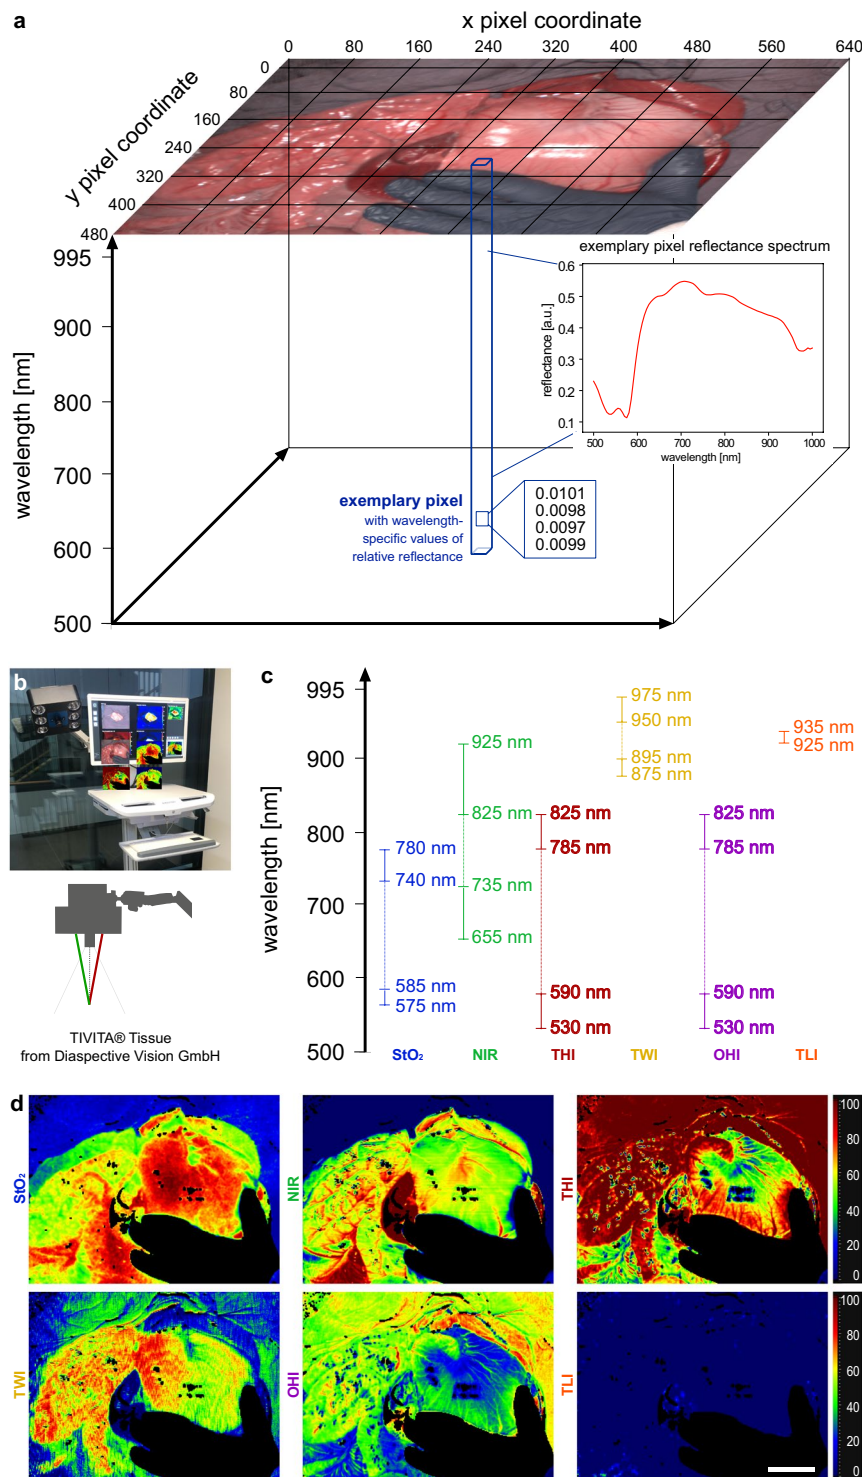 a
x pixel coordinate
0 80 160 240 320 400 480 560 640
y pixel coordinate
0
80
160
240
320
400
480
wavelength [nm]
995
900
800
700
600
500
exemplary pixel reflectance spectrum
reflectance [a.u.]
0.6
0.5
0.4
0.3
0.2
0.1
500 600 700 800 900 1000
wavelength [nm]
exemplary pixel
with wavelength-
specific values of
relative reflectance
0.0101
0.0098
0.0097
0.0099
b
TIVITA® Tissue
from Diaspective Vision GmbH
c
wavelength [nm]
995
900
800
700
600
500
780 nm
740 nm
585 nm
575 nm
StO₂
925 nm
825 nm
735 nm
655 nm
NIR
825 nm
785 nm
590 nm
530 nm
THI
975 nm
950 nm
895 nm
875 nm
TWI
825 nm
785 nm
590 nm
530 nm
OHI
935 nm
925 nm
TLI
d
StO₂
NIR
THI
100
80
60
40
20
0
TWI
OHI
TLI
100
80
60
40
20
0